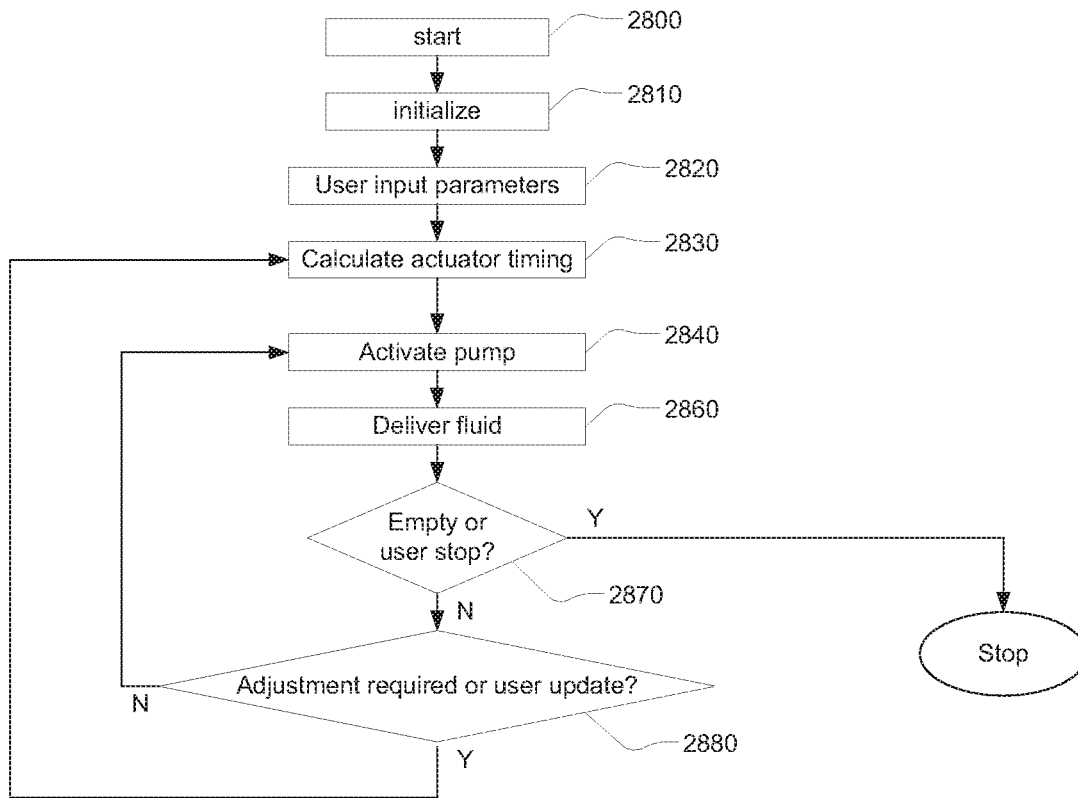 start
2800
initialize
2810
User input parameters
2820
Calculate actuator timing
2830
Activate pump
2840
Deliver fluid
2860
Empty or
user stop?
Y
2870
N
Stop
Adjustment required or user update?
N
2880
Y